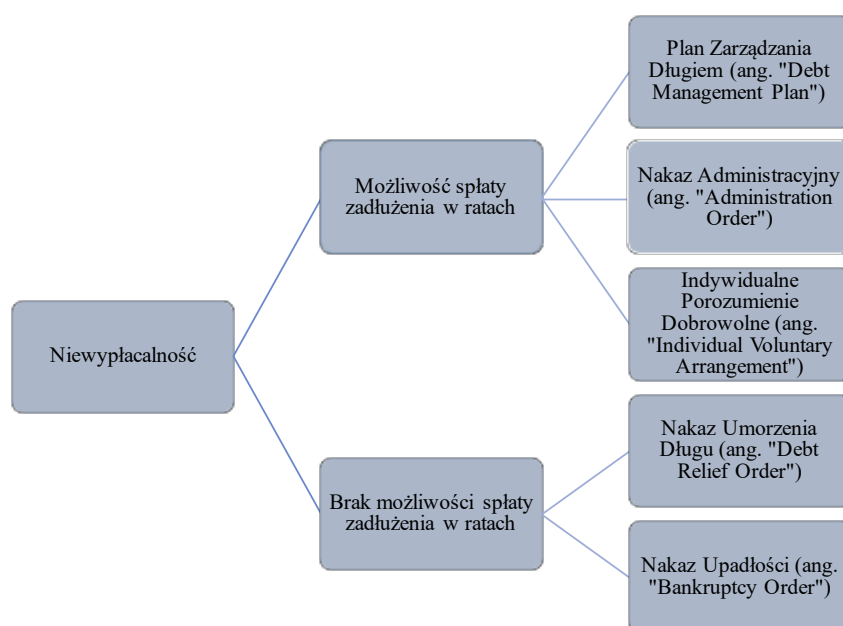 Niewypłacalność
Możliwość spłaty
zadłużenia w ratach
Plan Zarządzania
Długiem (ang. "Debt
Management Plan")
Nakaz Administracyjny
(ang. "Administration
Order")
Indywidualne
Porozumienie
Dobrowolne (ang.
"Individual Voluntary
Arrangement")
Brak możliwości spłaty
zadłużenia w ratach
Nakaz Umorzenia
Długu (ang. "Debt
Relief Order")
Nakaz Upadłości (ang.
"Bankruptcy Order")